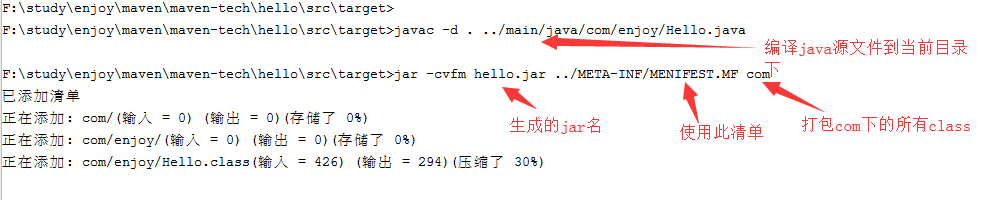 F:\study\enjoy\maven\maven-tech\hello\src\target>
F:\study\enjoy\maven\maven-tech\hello\src\target>javac -d . ../main/java/com/enjoy/Hello.java
编译java源文件到当前目录
下
F:\study\enjoy\maven\maven-tech\hello\src\target>jar -cvfm hello.jar ../META-INF/MENIFEST.MF com
已添加清单
生成的jar名
使用此清单
打包com下的所有class
正在添加: com/(输入 = 0) (输出 = 0)(存储了 0%)
正在添加: com/enjoy/(输入 = 0) (输出 = 0)(存储了 0%)
正在添加: com/enjoy/Hello.class(输入 = 426) (输出 = 294)(压缩了 30%)